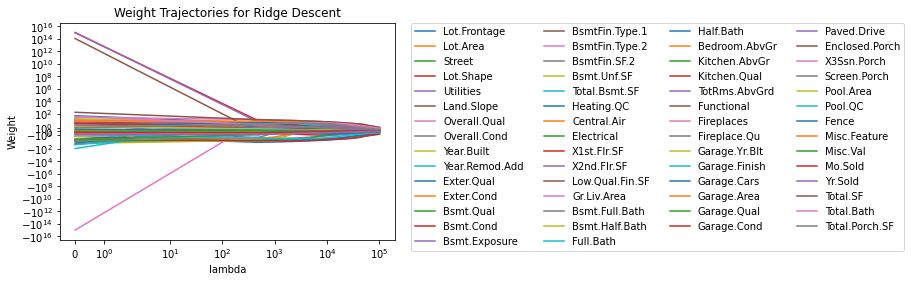 Weight Trajectories for Ridge Descent
Weight
10^16
10^14
10^12
10^10
10^8
10^6
10^4
10^2
10^0
−10^0
−10^2
−10^4
−10^6
−10^8
−10^10
−10^12
−10^14
−10^16
0
10^0
10^1
10^2
10^3
10^4
10^5
lambda
Lot.Frontage
Lot.Area
Street
Lot.Shape
Utilities
Land.Slope
Overall.Qual
Overall.Cond
Year.Built
Year.Remod.Add
Exter.Qual
Exter.Cond
Bsmt.Qual
Bsmt.Cond
Bsmt.Exposure
BsmtFin.Type.1
BsmtFin.Type.2
BsmtFin.SF.2
Bsmt.Unf.SF
Total.Bsmt.SF
Heating.QC
Central.Air
Electrical
X1st.Flr.SF
X2nd.Flr.SF
Low.Qual.Fin.SF
Gr.Liv.Area
Bsmt.Full.Bath
Bsmt.Half.Bath
Full.Bath
Half.Bath
Bedroom.AbvGr
Kitchen.AbvGr
Kitchen.Qual
TotRms.AbvGrd
Functional
Fireplaces
Fireplace.Qu
Garage.Yr.Blt
Garage.Finish
Garage.Cars
Garage.Area
Garage.Qual
Garage.Cond
Paved.Drive
Enclosed.Porch
X3Ssn.Porch
Screen.Porch
Pool.Area
Pool.QC
Fence
Misc.Feature
Misc.Val
Mo.Sold
Yr.Sold
Total.SF
Total.Bath
Total.Porch.SF